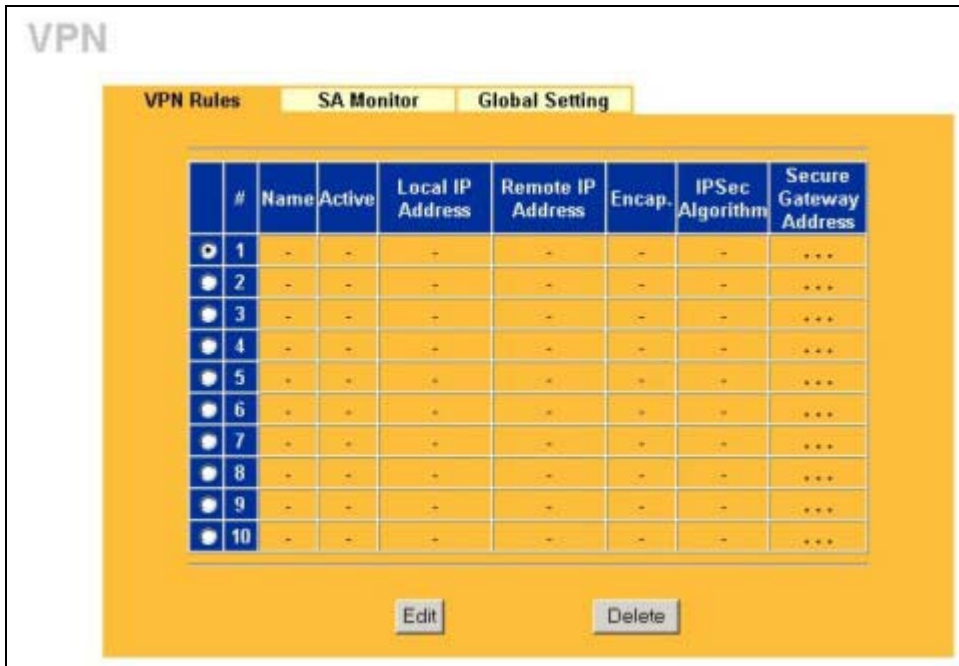 VPN
VPN Rules SA Monitor Global Setting
# Name Active Local IP Address Remote IP Address Encap. IPSec Algorithm Secure Gateway Address
1 - - - - - - ...
2 - - - - - - ...
3 - - - - - - ...
4 - - - - - - ...
5 - - - - - - ...
6 - - - - - - ...
7 - - - - - - ...
8 - - - - - - ...
9 - - - - - - ...
10 - - - - - - ...
Edit Delete